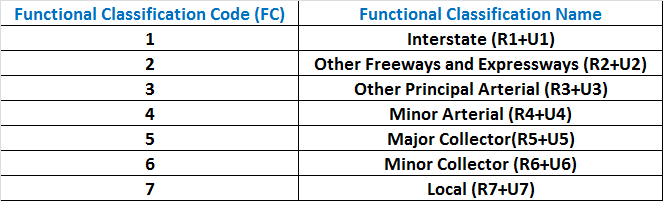 Functional Classification Code (FC) Functional Classification Name
1 Interstate (R1+U1)
2 Other Freeways and Expressways (R2+U2)
3 Other Principal Arterial (R3+U3)
4 Minor Arterial (R4+U4)
5 Major Collector(R5+U5)
6 Minor Collector (R6+U6)
7 Local (R7+U7)